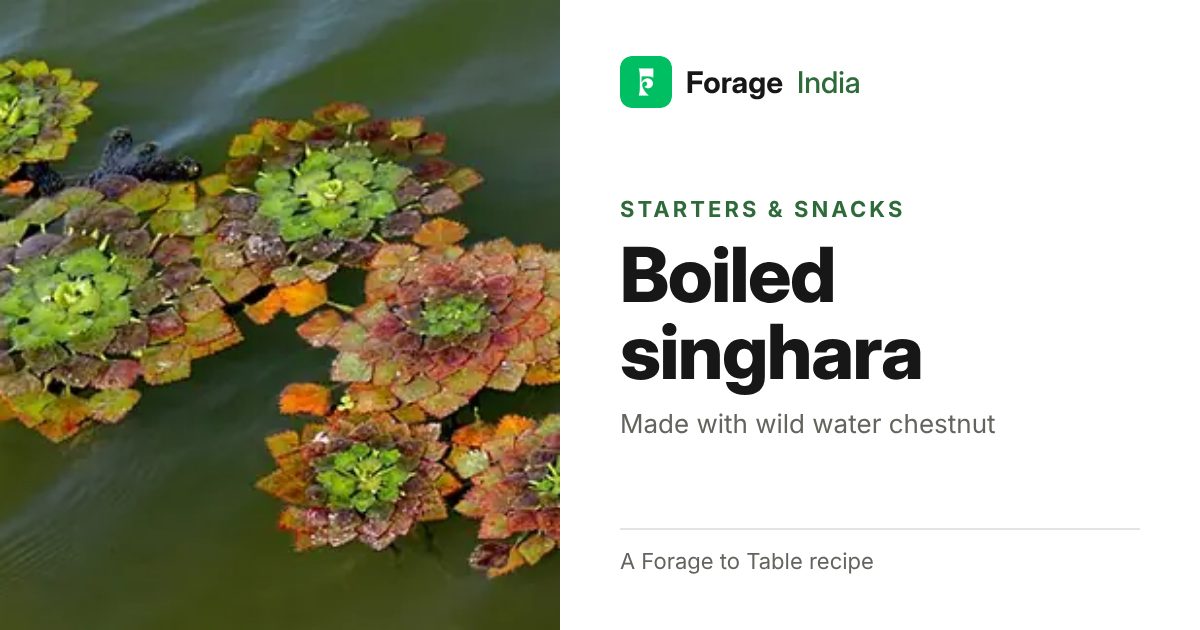 Forage India
STARTERS & SNACKS
Boiled
singhara
Made with wild water chestnut
A Forage to Table recipe